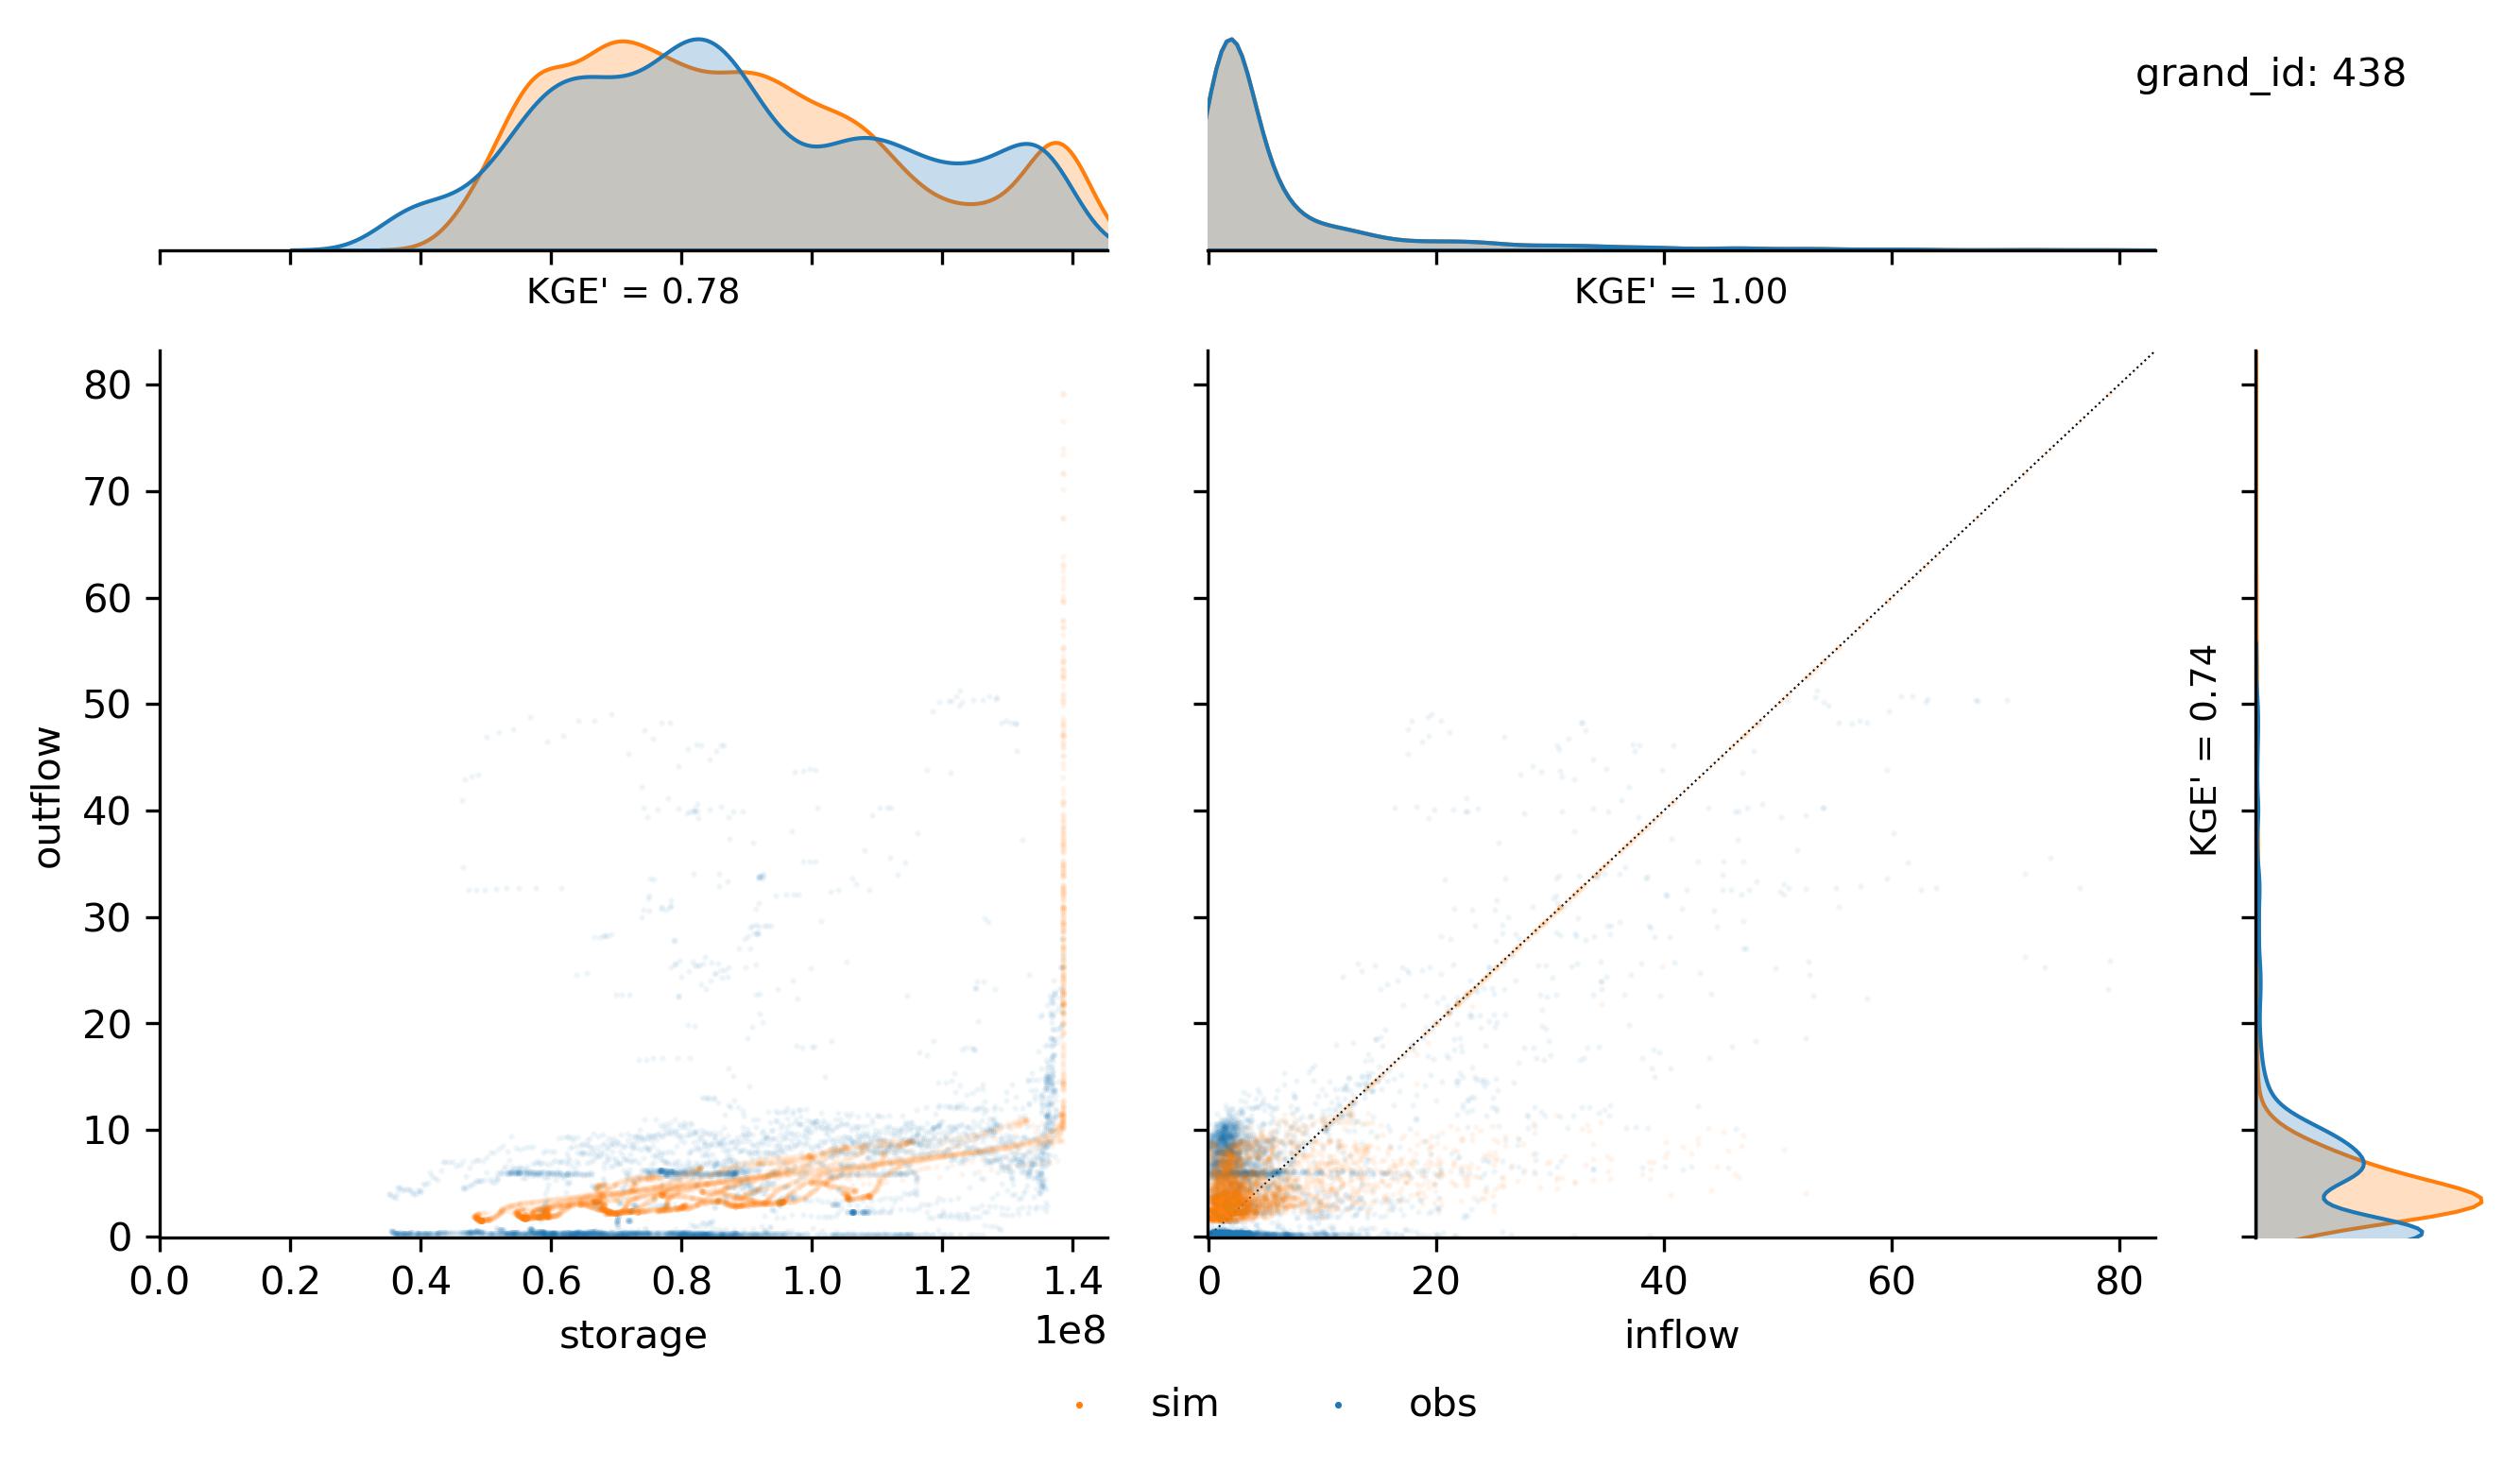 grand_id: 438
KGE' = 0.78
KGE' = 1.00
80
70
60
50
40
30
20
10
0
outflow
KGE' = 0.74
0.0 0.2 0.4 0.6 0.8 1.0 1.2 1.4
1e8
storage
0 20 40 60 80
inflow
sim obs